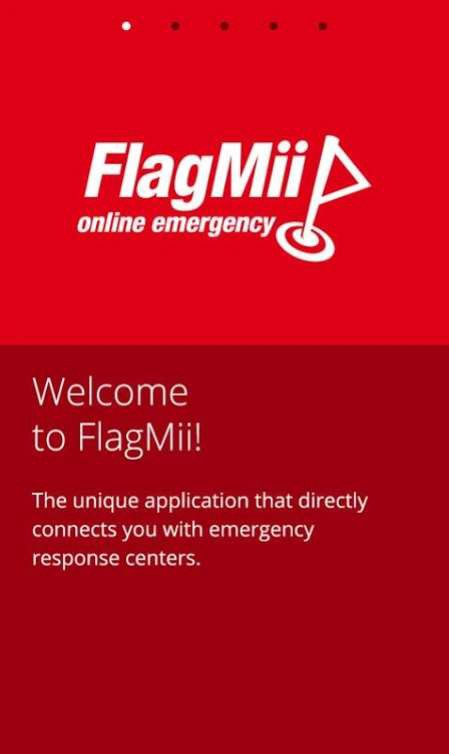 FlagMii
online emergency
Welcome
to FlagMii!
The unique application that directly
connects you with emergency
response centers.